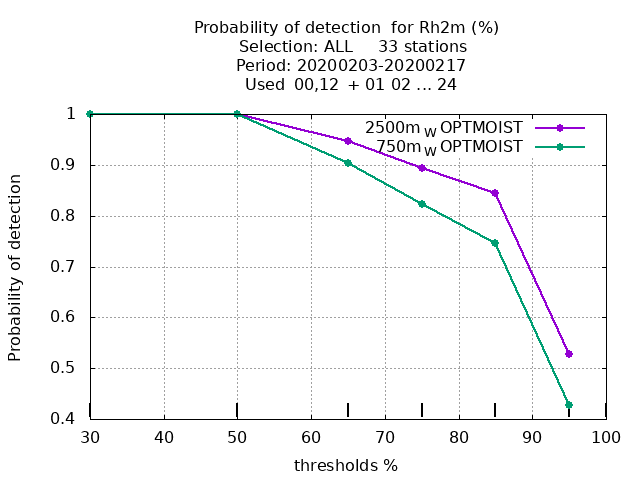 Probability of detection  for Rh2m (%)
Selection: ALL     33 stations
Period: 20200203-20200217
Used  00,12  + 01 02 ... 24
2500m W OPTMOIST
750m W OPTMOIST
Probability of detection
1
0.9
0.8
0.7
0.6
0.5
0.4
30 40 50 60 70 80 90 100
thresholds %